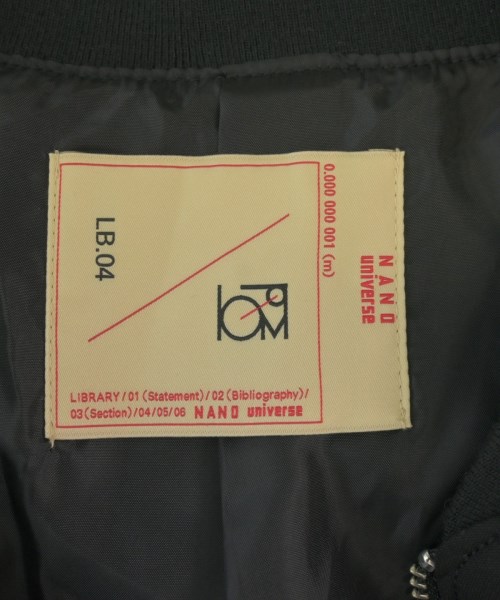 LB.04
0.000 000 001 (m)
NANO
universe
LIBRARY/01 (Statement)/02 (Bibliography)/
03 (Section)/04/05/06 NANO universe